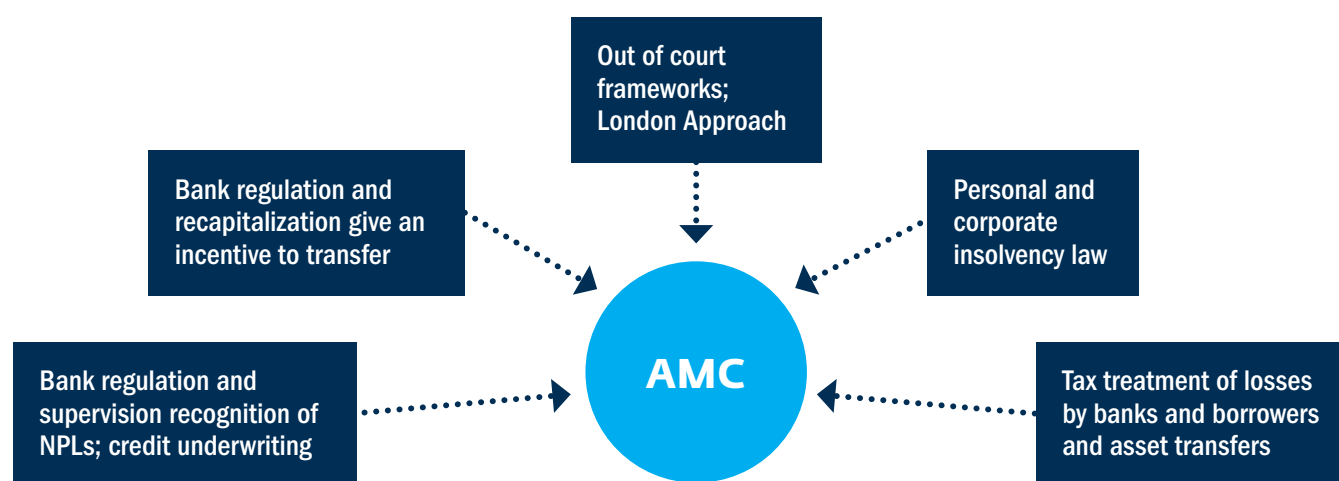 Out of court
frameworks;
London Approach
Bank regulation and
recapitalization give an
incentive to transfer
Personal and
corporate
insolvency law
Bank regulation and
supervision recognition of
NPLs; credit underwriting
AMC
Tax treatment of losses
by banks and borrowers
and asset transfers